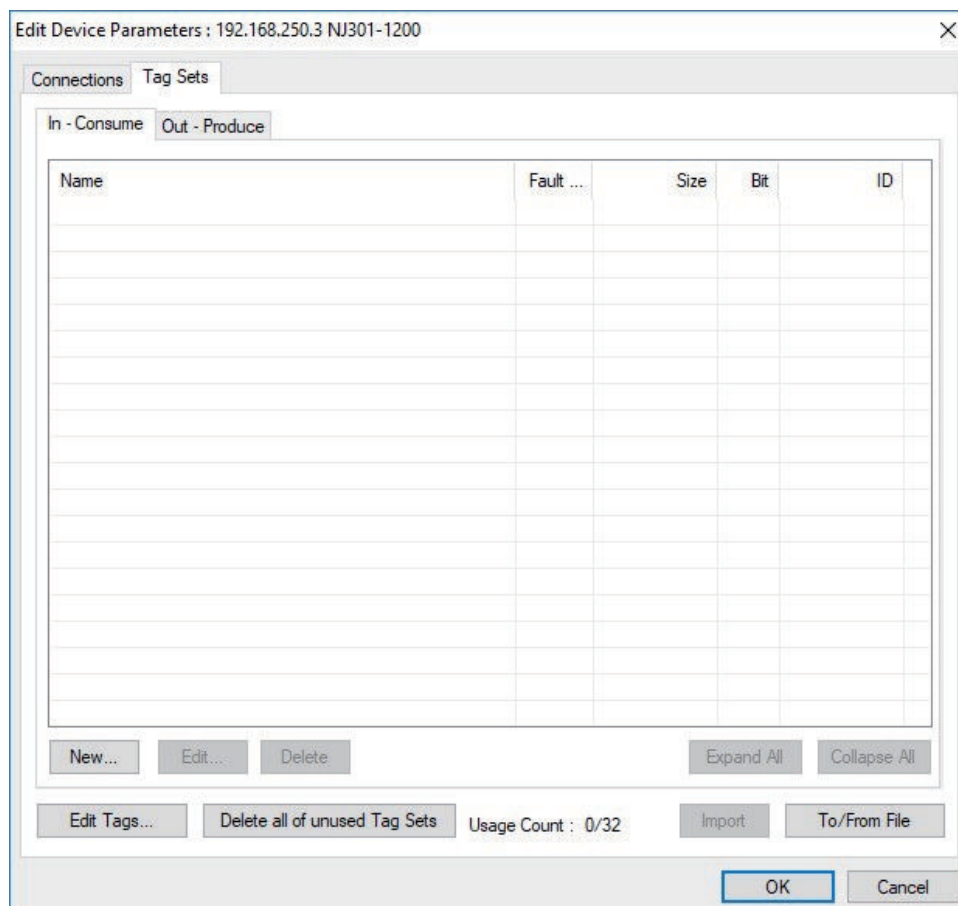 Edit Device Parameters : 192.168.250.3 NJ301-1200
Connections Tag Sets
In - Consume Out - Produce
Name Fault ... Size Bit ID
New... Edit... Delete Expand All Collapse All
Edit Tags... Delete all of unused Tag Sets Usage Count : 0/32 Import To/From File
OK Cancel